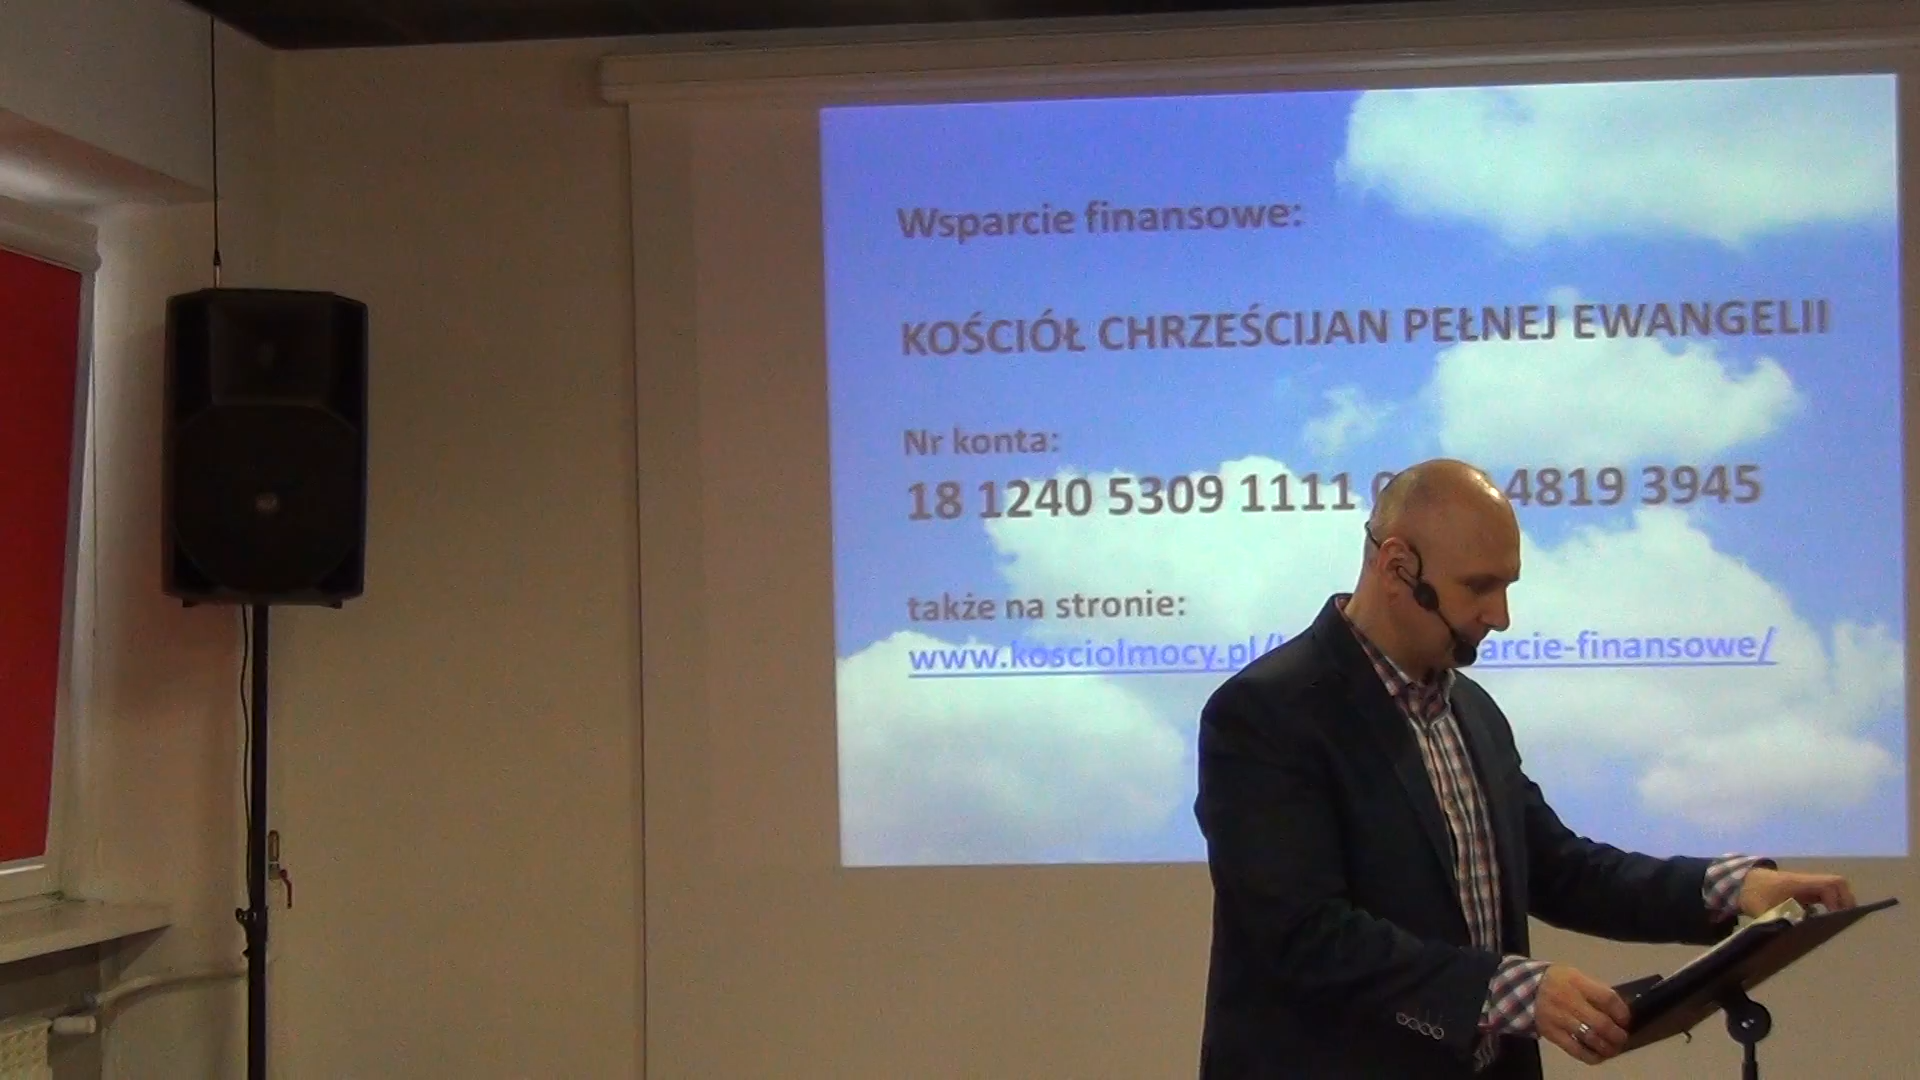 Wsparcie finansowe:
KOŚCIÓŁ CHRZEŚCIJAN PEŁNEJ EWANGELII
Nr konta:
18 1240 5309 1111 4819 3945
także na stronie:
www.kosciolmocy.pl/ arcie-finansowe/